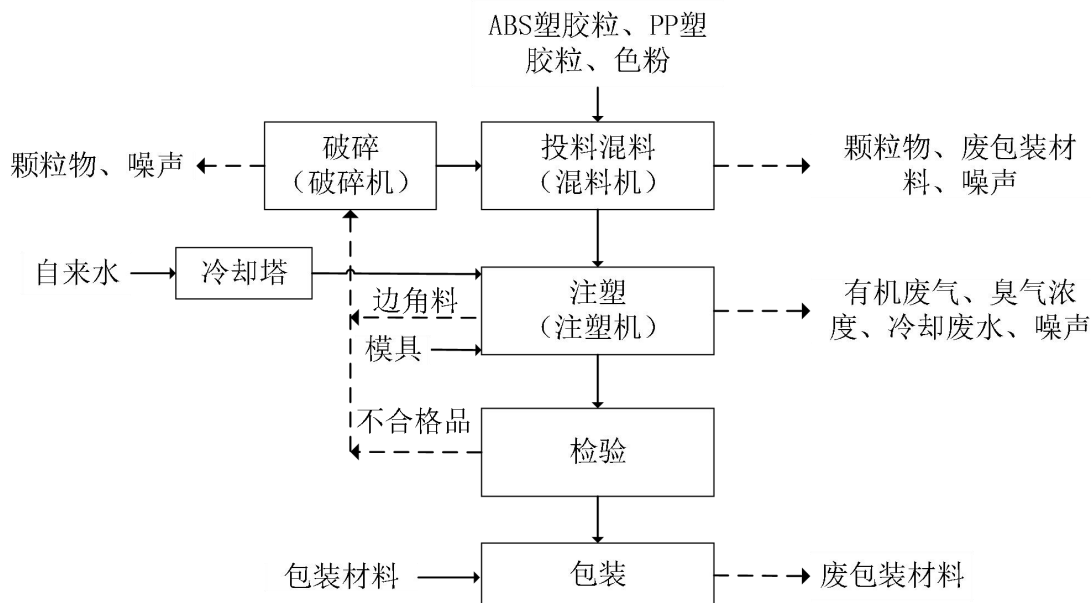 ABS塑胶粒、PP塑
胶粒、色粉
颗粒物、噪声
破碎
（破碎机）
投料混料
（混料机）
颗粒物、废包装材
料、噪声
自来水
冷却塔
边角料
模具
注塑
（注塑机）
有机废气、臭气浓
度、冷却废水、噪声
不合格品
检验
包装材料
包装
废包装材料